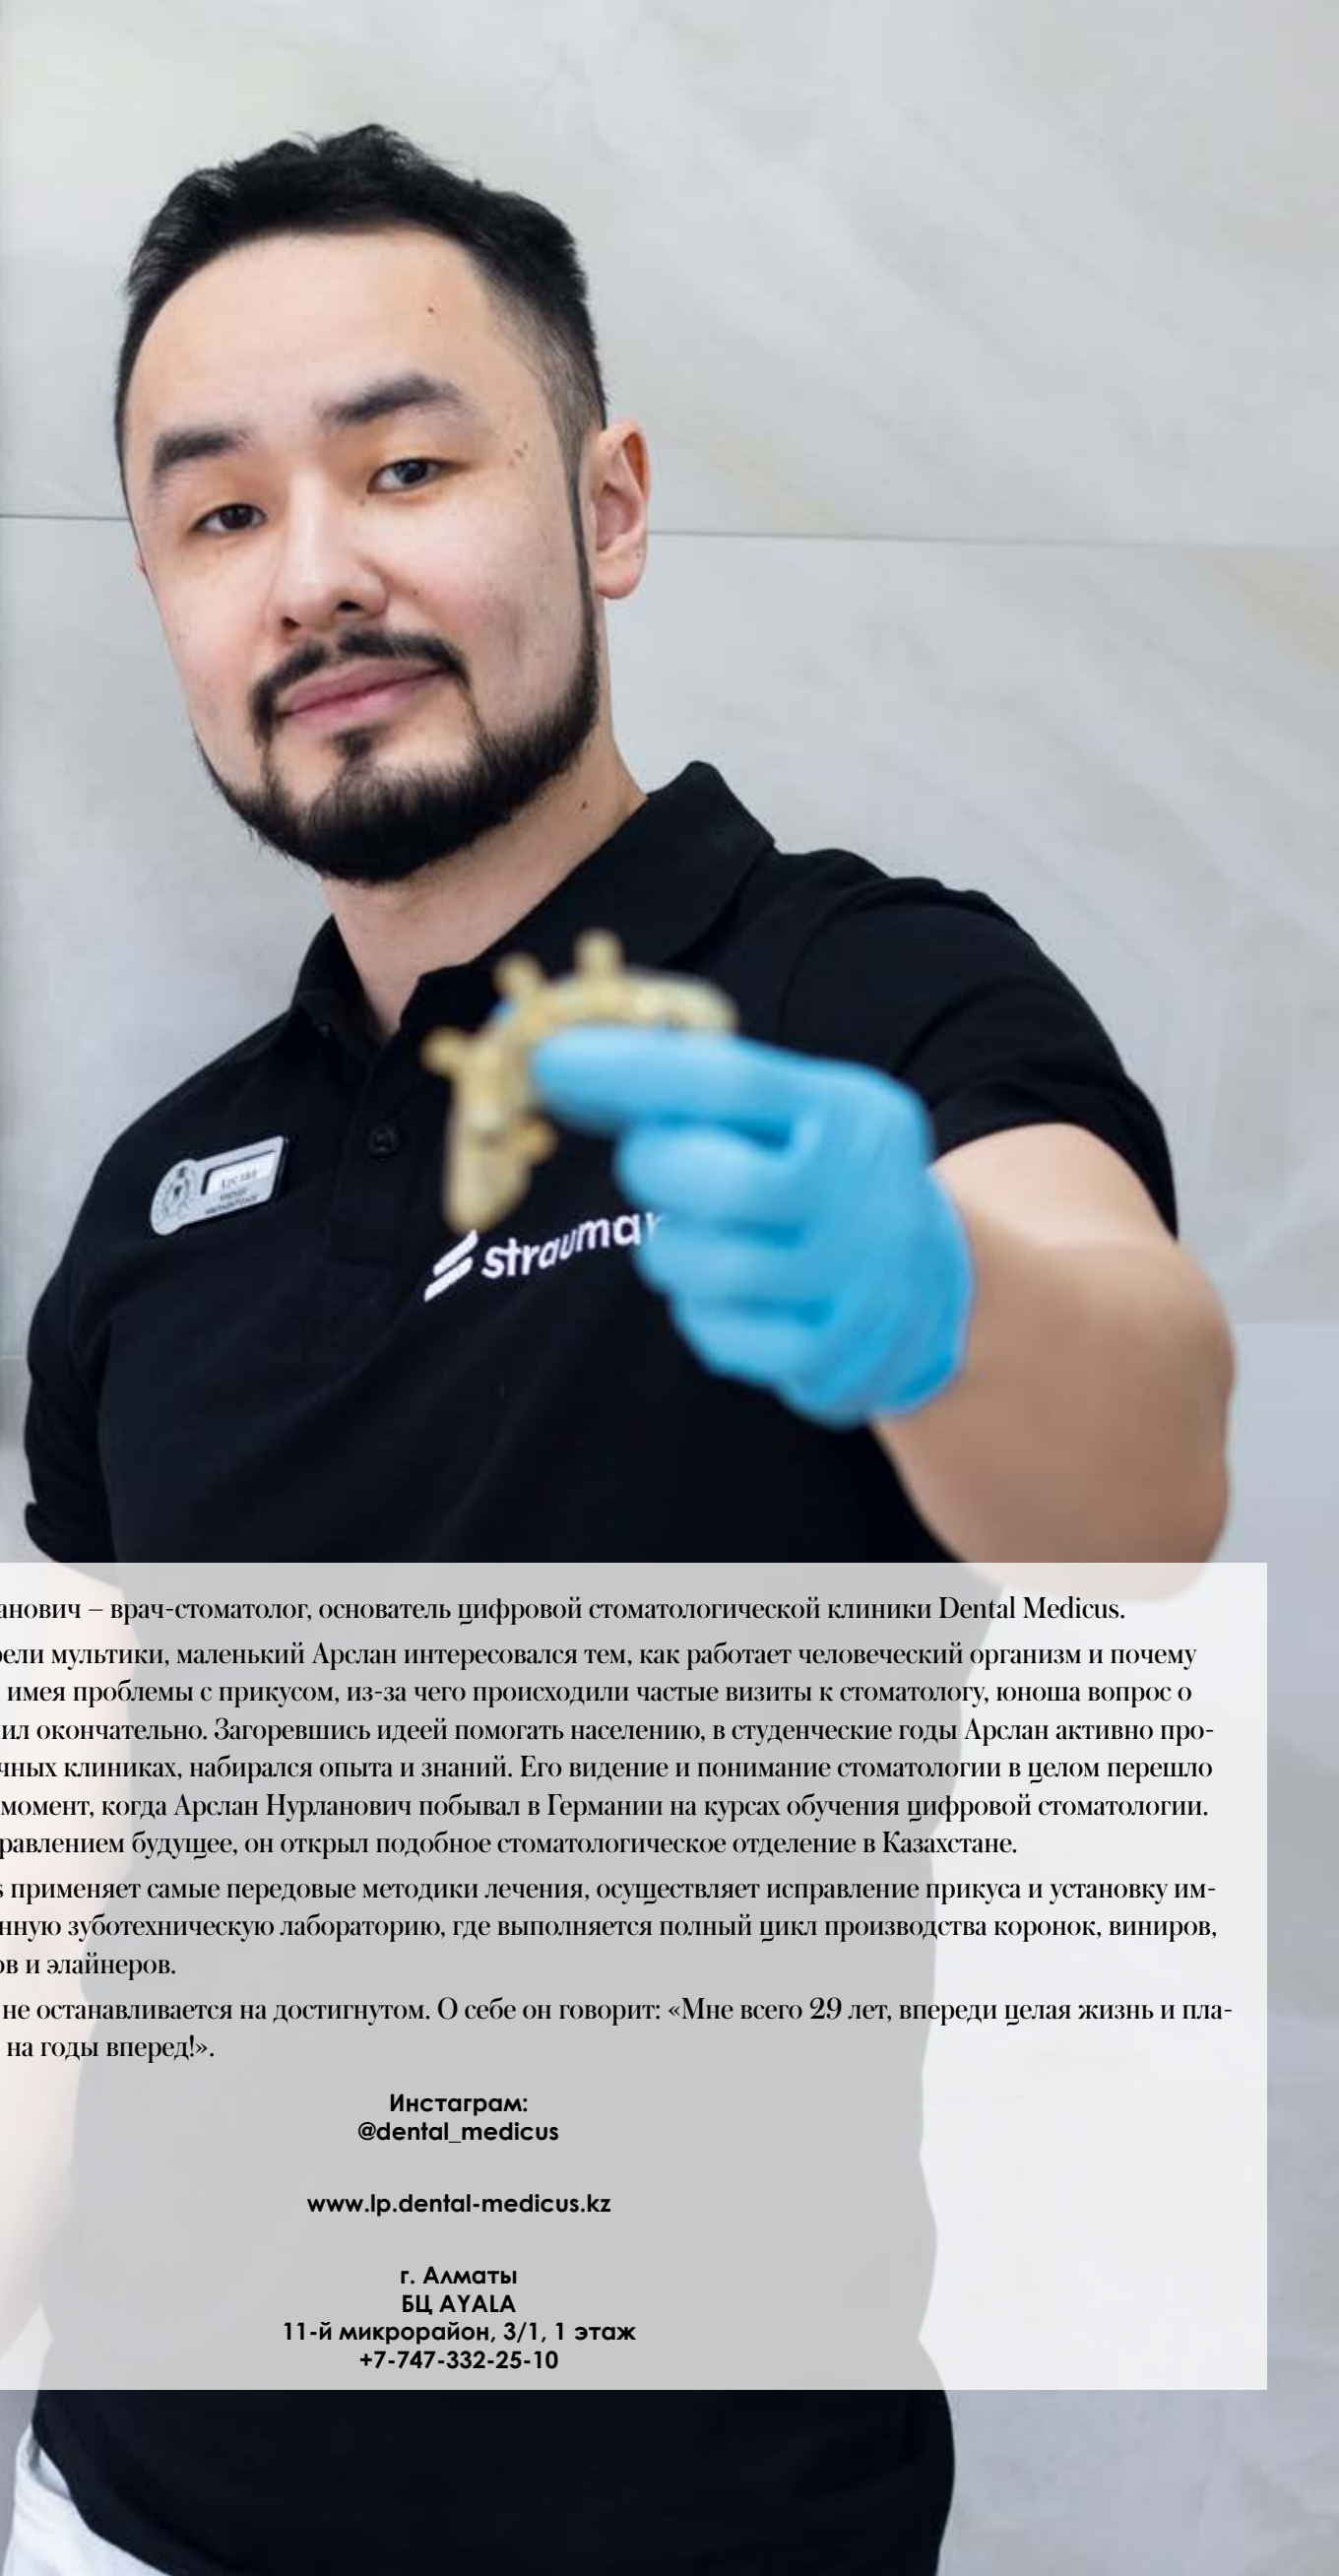 Арслан
strauman
анович – врач-стоматолог, основатель цифровой стоматологической клиники Dental Medicus.
рели мультики, маленький Арслан интересовался тем, как работает человеческий организм и почему
имея проблемы с прикусом, из-за чего происходили частые визиты к стоматологу, юноша вопрос о
ил окончательно. Загоревшись идеей помогать населению, в студенческие годы Арслан активно про-
чных клиниках, набирался опыта и знаний. Его видение и понимание стоматологии в целом перешло
момент, когда Арслан Нурланович побывал в Германии на курсах обучения цифровой стоматологии.
равлением будущее, он открыл подобное стоматологическое отделение в Казахстане.
s применяет самые передовые методики лечения, осуществляет исправление прикуса и установку им-
нную зуботехническую лабораторию, где выполняется полный цикл производства коронок, виниров,
ов и элайнеров.
не останавливается на достигнутом. О себе он говорит: «Мне всего 29 лет, впереди целая жизнь и пла-
на годы вперед!».
Инстаграм:
@dental_medicus
www.lp.dental-medicus.kz
г. Алматы
БЦ AYALA
11-й микрорайон, 3/1, 1 этаж
+7-747-332-25-10